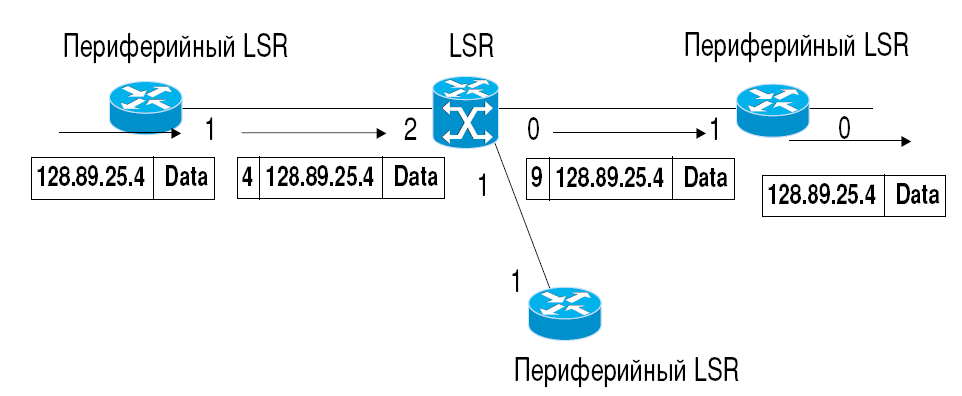 Периферийный LSR
LSR
Периферийный LSR
1
2
0
1
0
128.89.25.4 Data
4 128.89.25.4 Data
9 128.89.25.4 Data
128.89.25.4 Data
1
1
Периферийный LSR